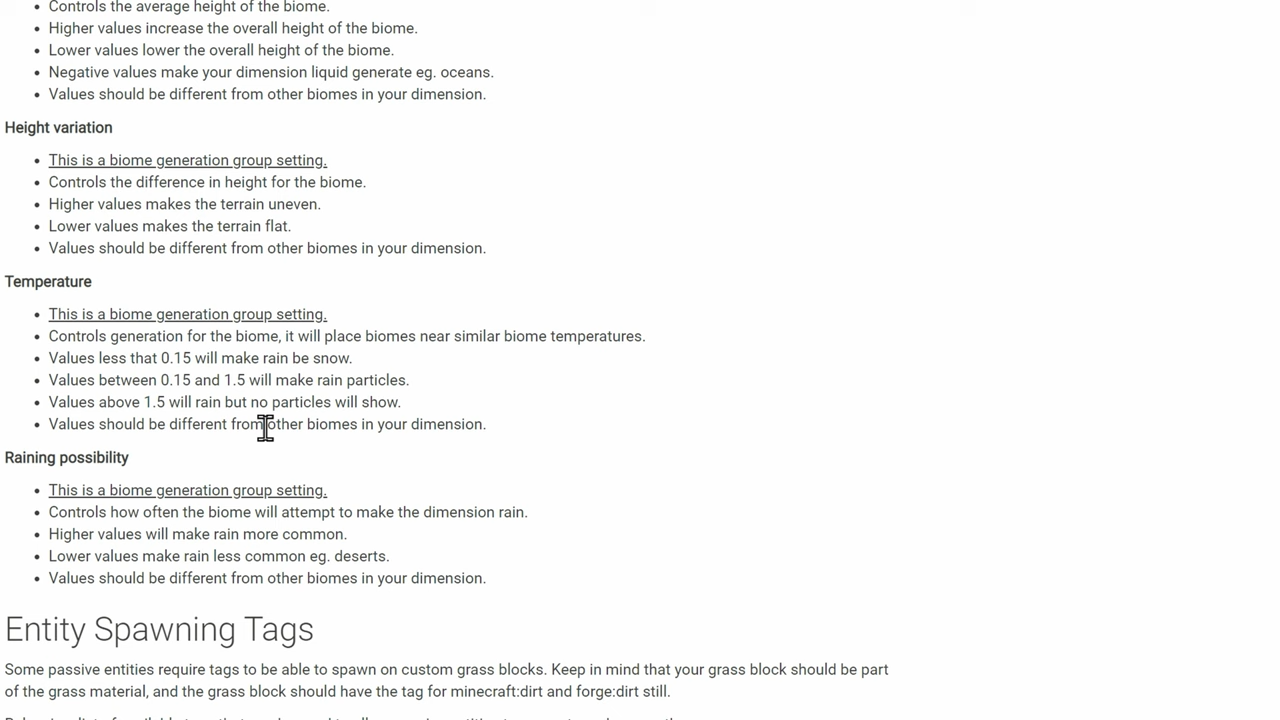 Controls the average height of the biome.
Higher values increase the overall height of the biome.
Lower values lower the overall height of the biome.
Negative values make your dimension liquid generate eg. oceans.
Values should be different from other biomes in your dimension.
Height variation
This is a biome generation group setting.
Controls the difference in height for the biome.
Higher values makes the terrain uneven.
Lower values makes the terrain flat.
Values should be different from other biomes in your dimension.
Temperature
This is a biome generation group setting.
Controls generation for the biome, it will place biomes near similar biome temperatures.
Values less that 0.15 will make rain be snow.
Values between 0.15 and 1.5 will make rain particles.
Values above 1.5 will rain but no particles will show.
Values should be different from other biomes in your dimension.
Raining possibility
This is a biome generation group setting.
Controls how often the biome will attempt to make the dimension rain.
Higher values will make rain more common.
Lower values make rain less common eg. deserts.
Values should be different from other biomes in your dimension.
Entity Spawning Tags
Some passive entities require tags to be able to spawn on custom grass blocks. Keep in mind that your grass block should be part
of the grass material, and the grass block should have the tag for minecraft:dirt and forge:dirt still.